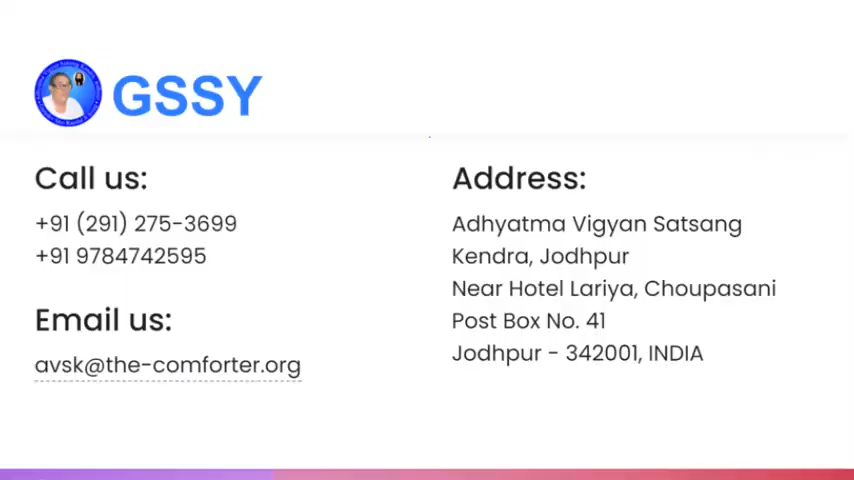 GSSY
Call us:
+91 (291) 275-3699
+91 9784742595
Email us:
avsk@the-comforter.org
Address:
Adhyatma Vigyan Satsang
Kendra, Jodhpur
Near Hotel Lariya, Choupasani
Post Box No. 41
Jodhpur - 342001, INDIA